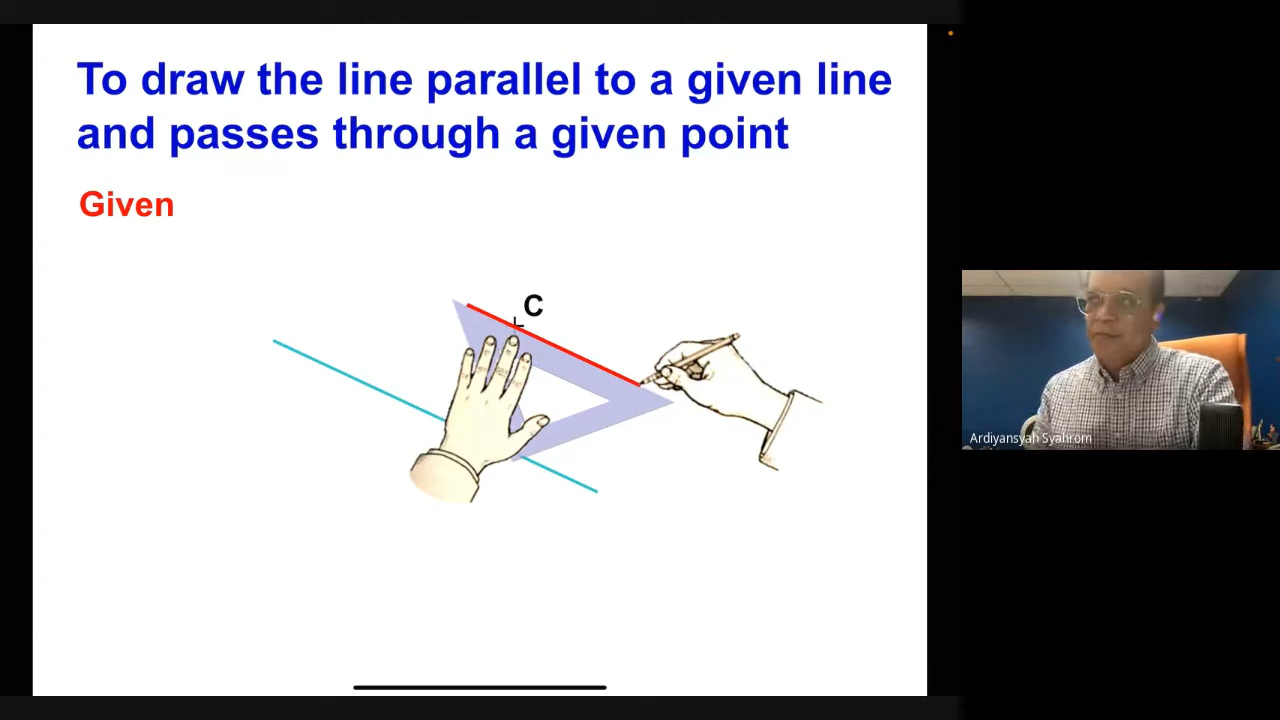 To draw the line parallel to a given line
and passes through a given point
Given
C
Ardiyansyah Syahrom